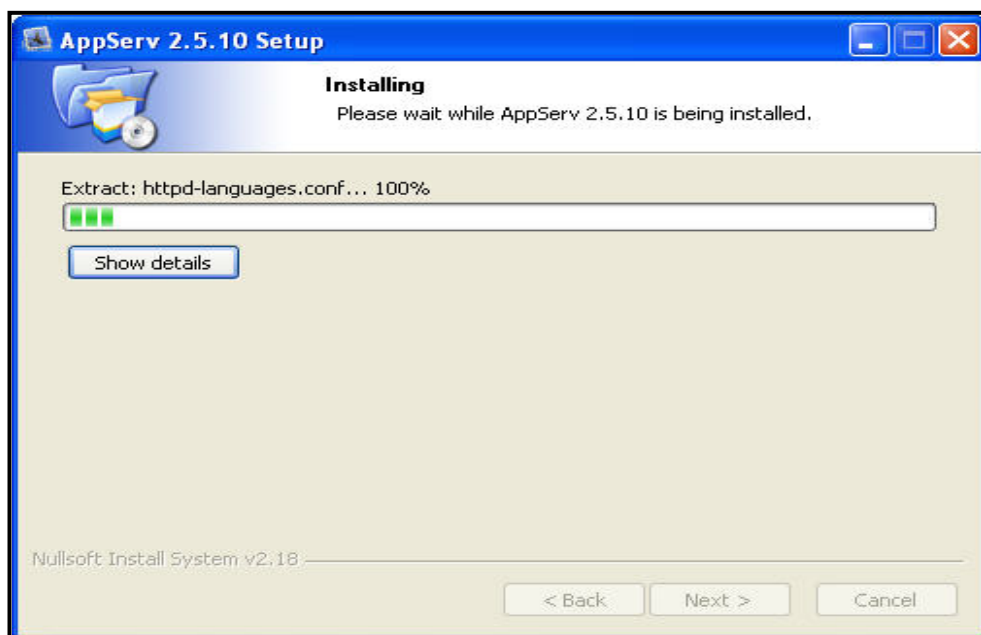 AppServ 2.5.10 Setup
Installing
Please wait while AppServ 2.5.10 is being installed.
Extract: httpd-languages.conf... 100%
Show details
Nullsoft Install System v2.18
< Back Next > Cancel